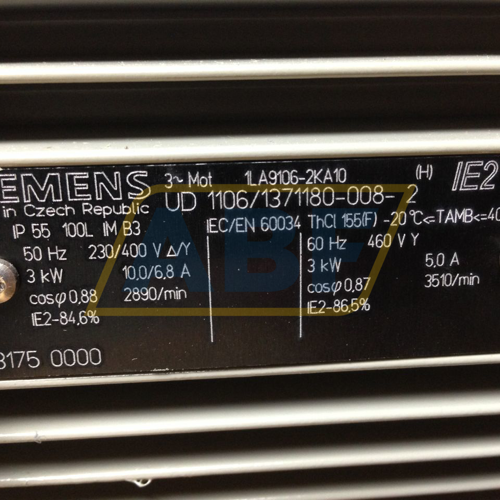 EMENS 3~ Mot 1LA9106-2KA10 (H) IE2
in Czech Republic UD 1106/1371180-008-2
IP 55 100L IM B3 IEC/EN 60034 ThCl 155(F) -20°C<=TAMB<=40
50 Hz 230/400 V Δ/Y 60 Hz 460 V Y
3 kW 10,0/6,8 A 3 kW 5,0 A
cosφ 0,88 2890/min cosφ 0,87 3510/min
IE2-84,6% IE2-86,5%
8175 0000
ABF